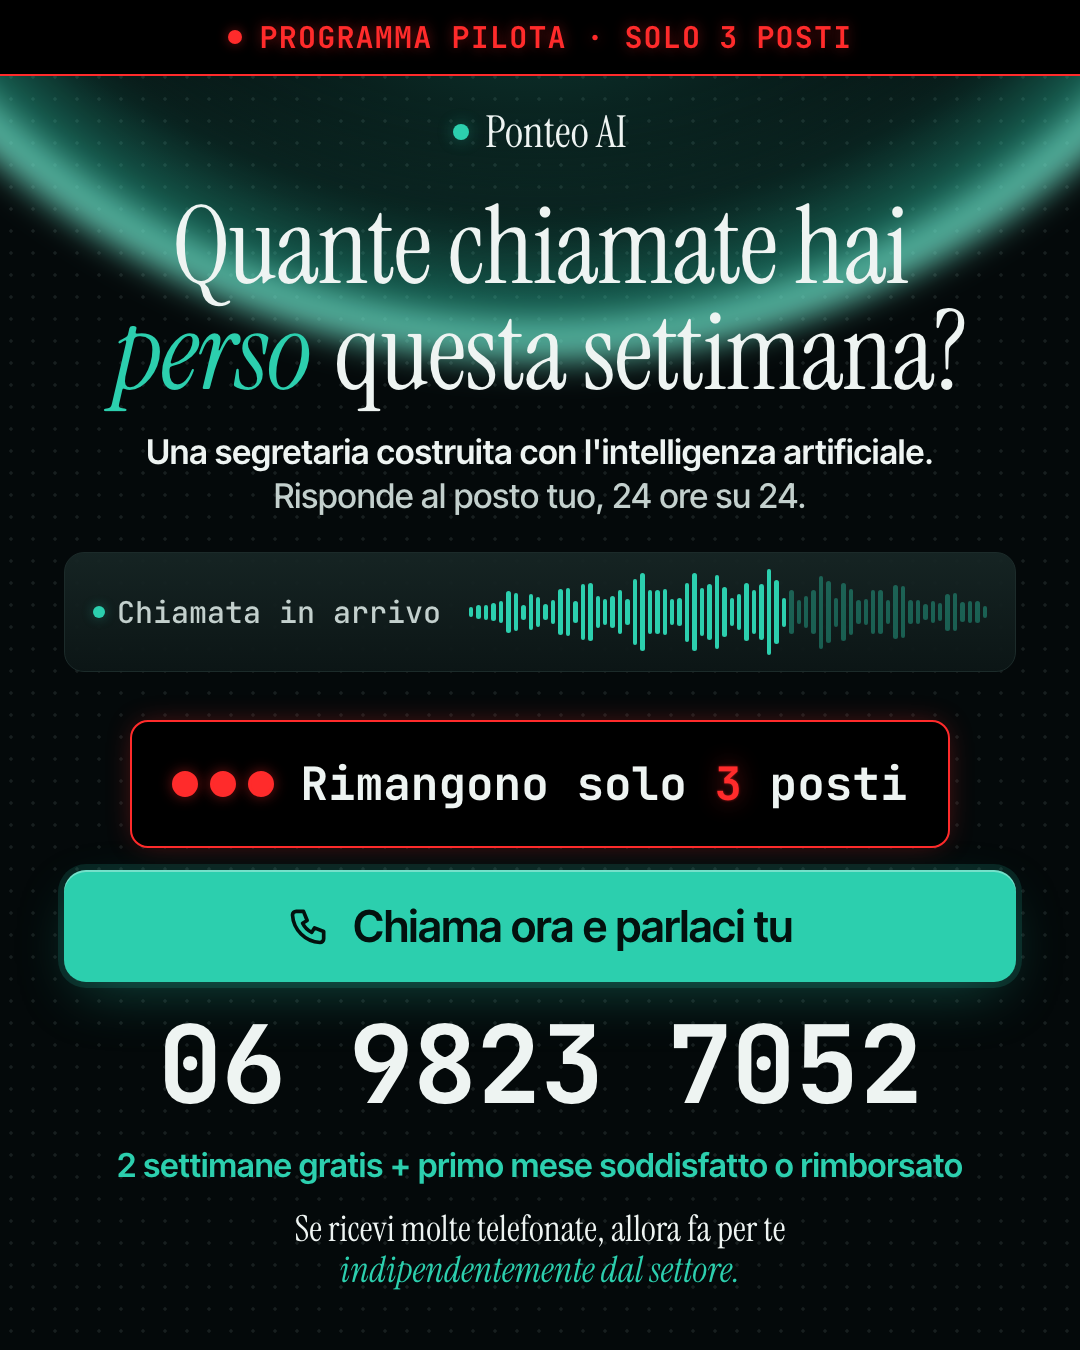 PROGRAMMA PILOTA · SOLO 3 POSTI
Ponteo AI
Quante chiamate hai
perso questa settimana?
Una segretaria costruita con l'intelligenza artificiale.
Risponde al posto tuo, 24 ore su 24.
Chiamata in arrivo
Rimangono solo 3 posti
Chiama ora e parlaci tu
06 9823 7052
2 settimane gratis + primo mese soddisfatto o rimborsato
Se ricevi molte telefonate, allora fa per te
indipendentemente dal settore.